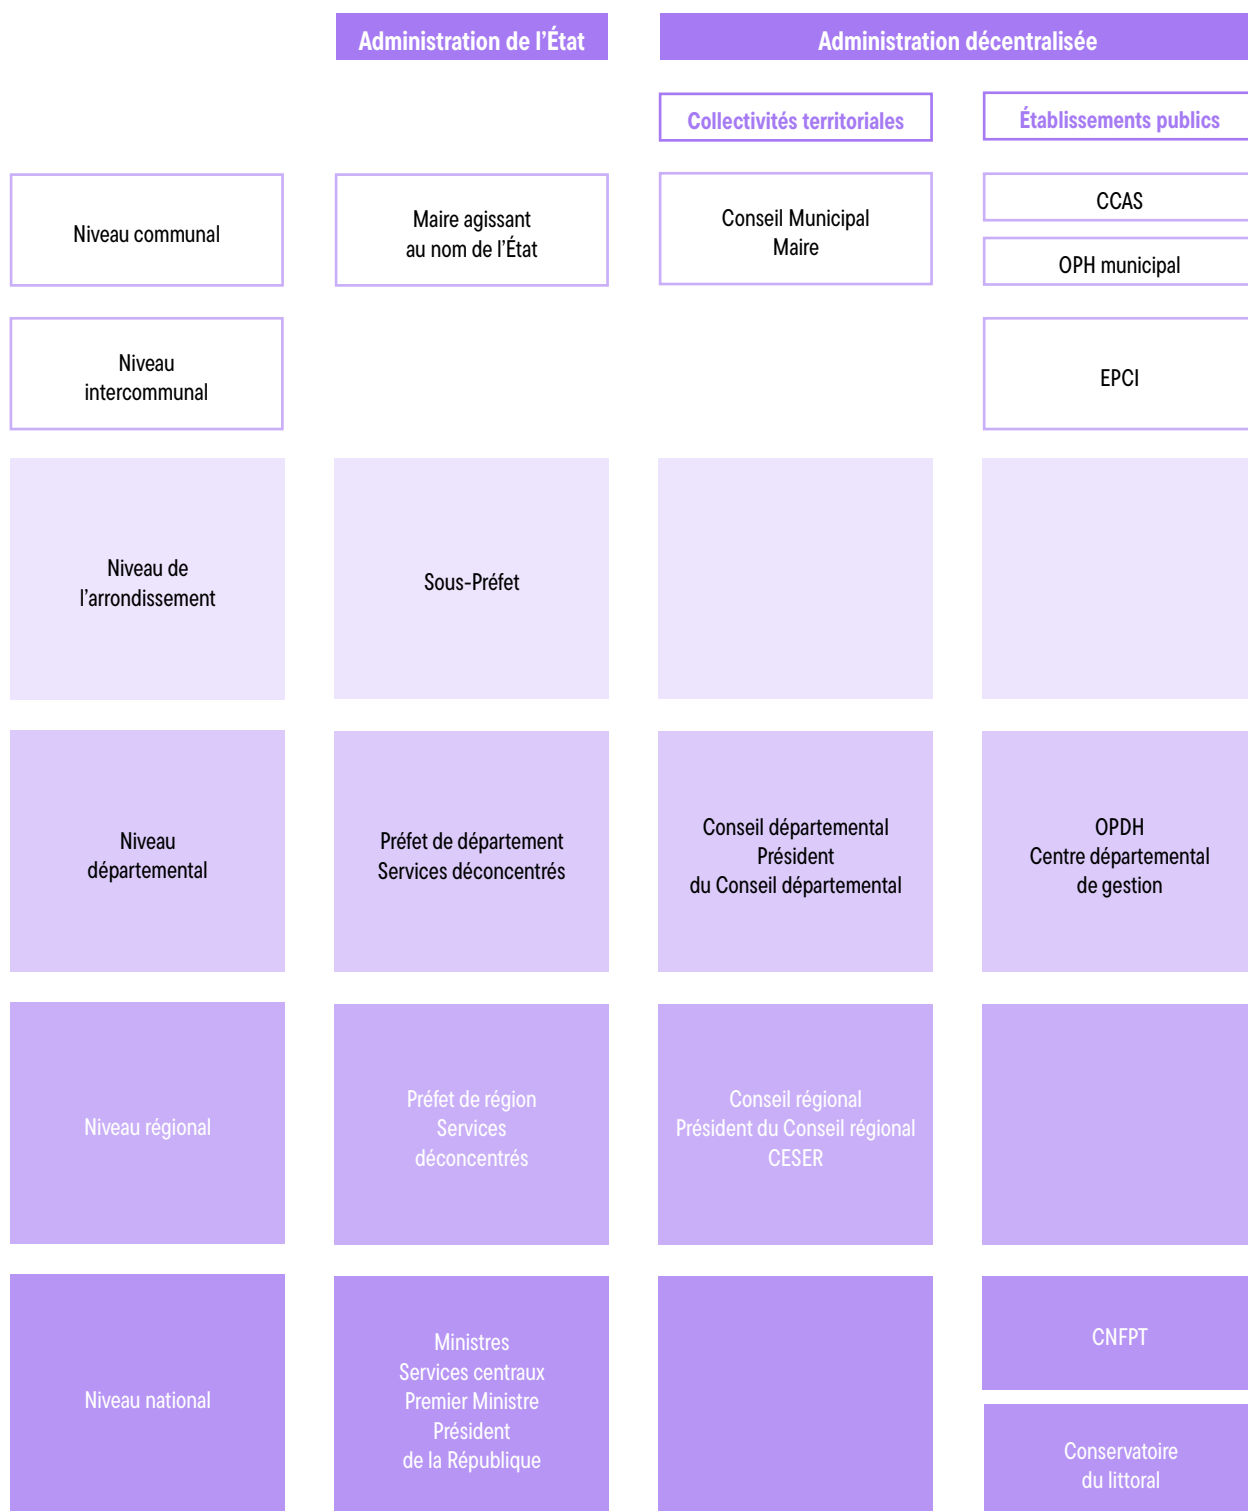 Administration de l'État
Administration décentralisée
Collectivités territoriales
Établissements publics
Niveau communal
Maire agissant
au nom de l'État
Conseil Municipal
Maire
CCAS
OPH municipal
Niveau
intercommunal
EPCI
Niveau de
l'arrondissement
Sous-Préfet
Niveau
départemental
Préfet de département
Services déconcentrés
Conseil départemental
Président
du Conseil départemental
OPDH
Centre départemental
de gestion
Niveau régional
Préfet de région
Services
déconcentrés
Conseil régional
Président du Conseil régional
CESER
Niveau national
Ministres
Services centraux
Premier Ministre
Président
de la République
CNFPT
Conservatoire
du littoral